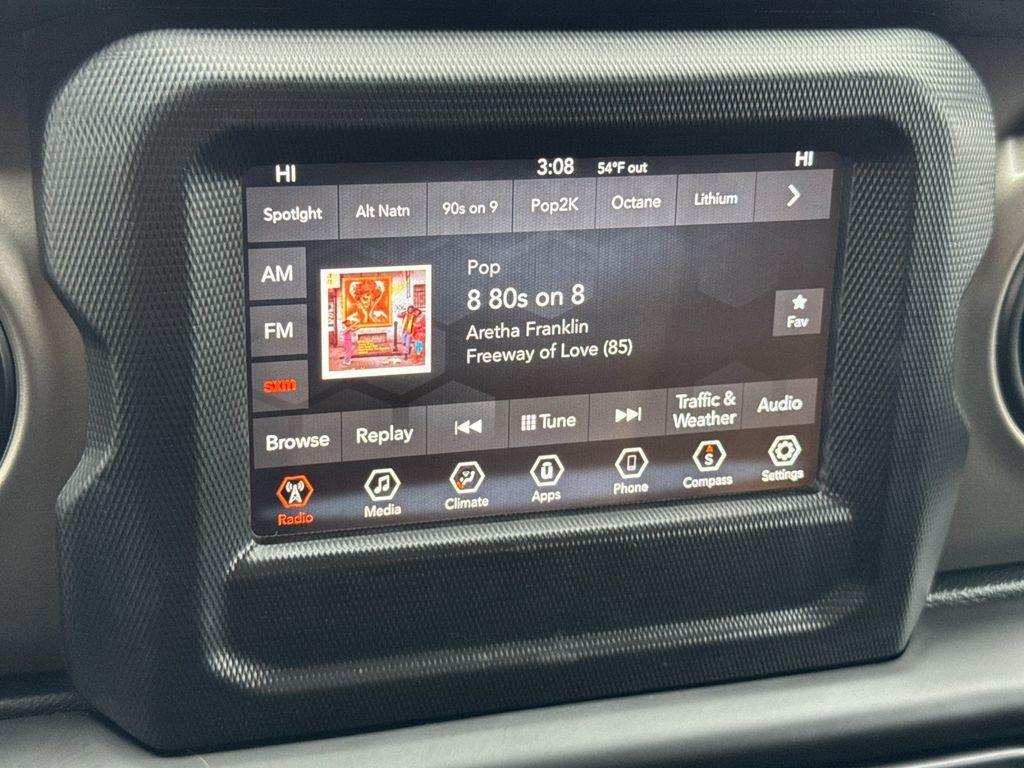 HI 3:08 54°F out HI
Spotlght Alt Natn 90s on 9 Pop2K Octane Lithium
AM
FM
sxm
Pop
8 80s on 8
Aretha Franklin
Freeway of Love (85)
Fav
Browse Replay Tune Traffic & Weather Audio
Radio Media Climate Apps Phone S Compass Settings